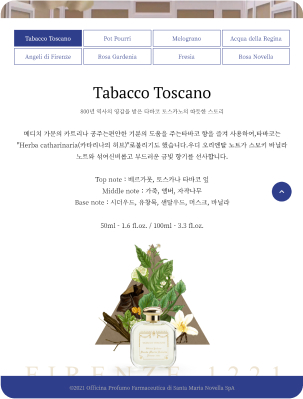 Tabacco Toscano
Pot Pourri
Melograno
Acqua della Regina
Angeli di Firenze
Rosa Gardenia
Fresia
Rosa Novella
Tabacco Toscano
800년 역사의 영감을 받은 타바코 토스카노의 따뜻한 스토리
메디치 가문의 카트리나 공주는편안한 기분의 도움을 주는타바코 향을 즐겨 사용하여,타바코는
"Herba catharinaria(카타리나의 허브)"로불리기도 했습니다.우디 오리엔탈 노트가 스모키 바닐라
노트와 섞여신비롭고 부드러운 금빛 향기를 선사합니다.
Top note : 베르가못, 토스카나 타바코 잎
Middle note : 가죽, 앰버, 자작나무
Base note : 시더우드, 유창목, 샌달우드, 머스크, 바닐라
50ml - 1.6 fl.oz. / 100ml - 3.3 fl.oz.
FIRENZE 1221
©2021 Officina Profumo Farmaceutica di Santa Maria Novella SpA